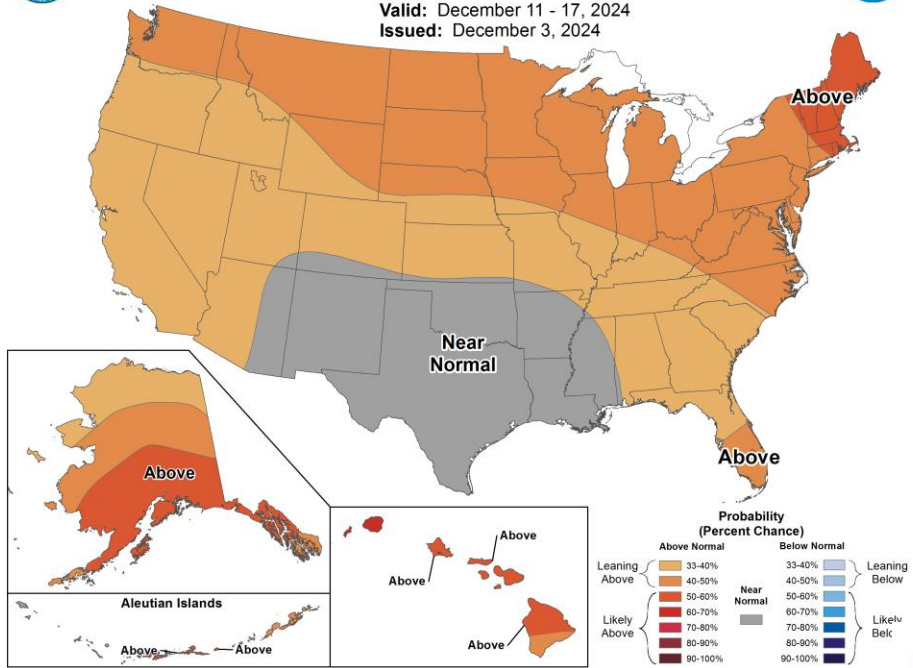 Valid: December 11 - 17, 2024
Issued: December 3, 2024
Above
Near
Normal
Above
Above
Aleutian Islands
Above
Above
Above
Above
Above
Probability
(Percent Chance)
Above Normal
Below Normal
Leaning
Above
33-40%
40-50%
Likely
Above
50-60%
60-70%
70-80%
80-90%
90-100%
Near
Normal
33-40%
40-50%
Leaning
Below
50-60%
60-70%
70-80%
80-90%
90-100%